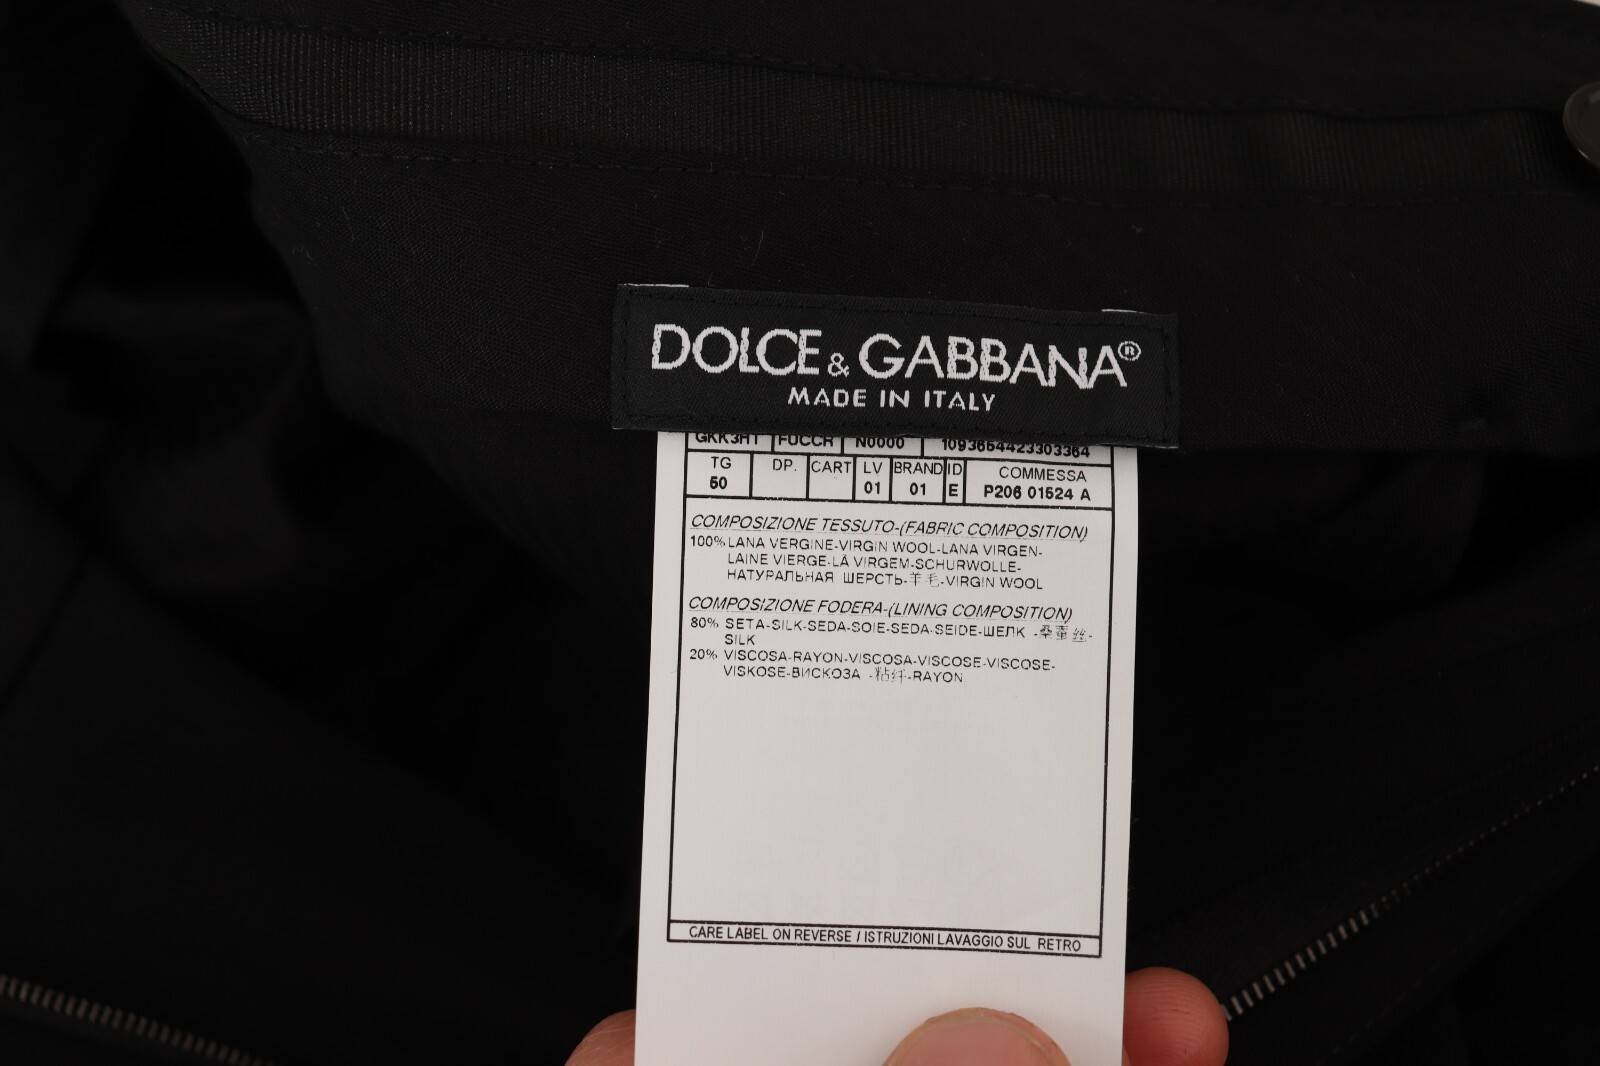 DOLCE & GABBANA®
MADE IN ITALY
GKK3HT FUCCR N0000 1093654423303364
TG DP. CART LV BRAND ID COMMESSA
50 01 01 E P206 01524 A
COMPOSIZIONE TESSUTO-(FABRIC COMPOSITION)
100% LANA VERGINE-VIRGIN WOOL-LANA VIRGEN-
LAINE VIERGE-LÃ VIRGEM-SCHURWOLLE-
НАТУРАЛЬНАЯ ШЕРСТЬ-羊毛-VIRGIN WOOL
COMPOSIZIONE FODERA-(LINING COMPOSITION)
80% SETA-SILK-SEDA-SOIE-SEDA-SEIDE-ШЕЛК -桑蚕丝-
SILK
20% VISCOSA-RAYON-VISCOSA-VISCOSE-VISCOSE-
VISKOSE-ВИСКОЗА -粘纤-RAYON
CARE LABEL ON REVERSE / ISTRUZIONI LAVAGGIO SUL RETRO